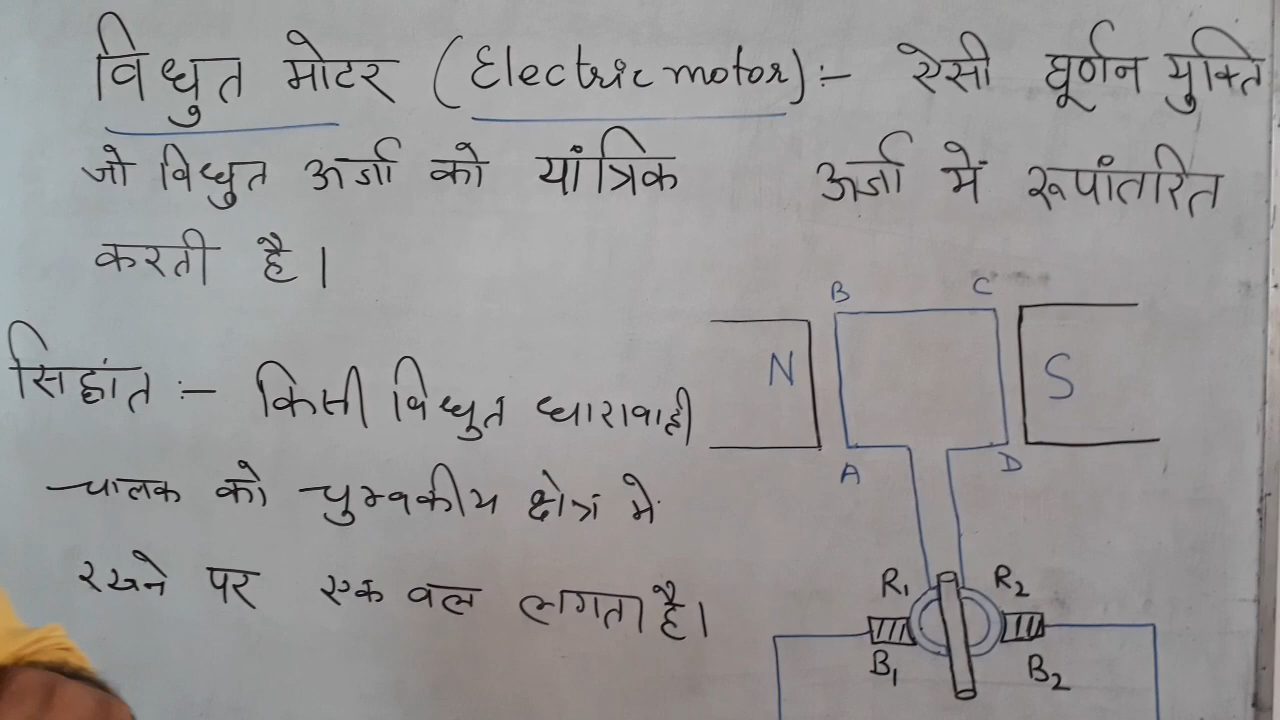 विधुत मोटर (Electric motor):- ऐसी घूर्णन युक्ति
जो विधुत ऊर्जा को यांत्रिक ऊर्जा में रूपांतरित
करती है।
सिद्धांत :- किसी विधुत धारावाही
चालक को चुम्बकीय क्षेत्र में
रखने पर एक बल लगता है।
B C
N S
A D
R₁ R₂
B₁ B₂